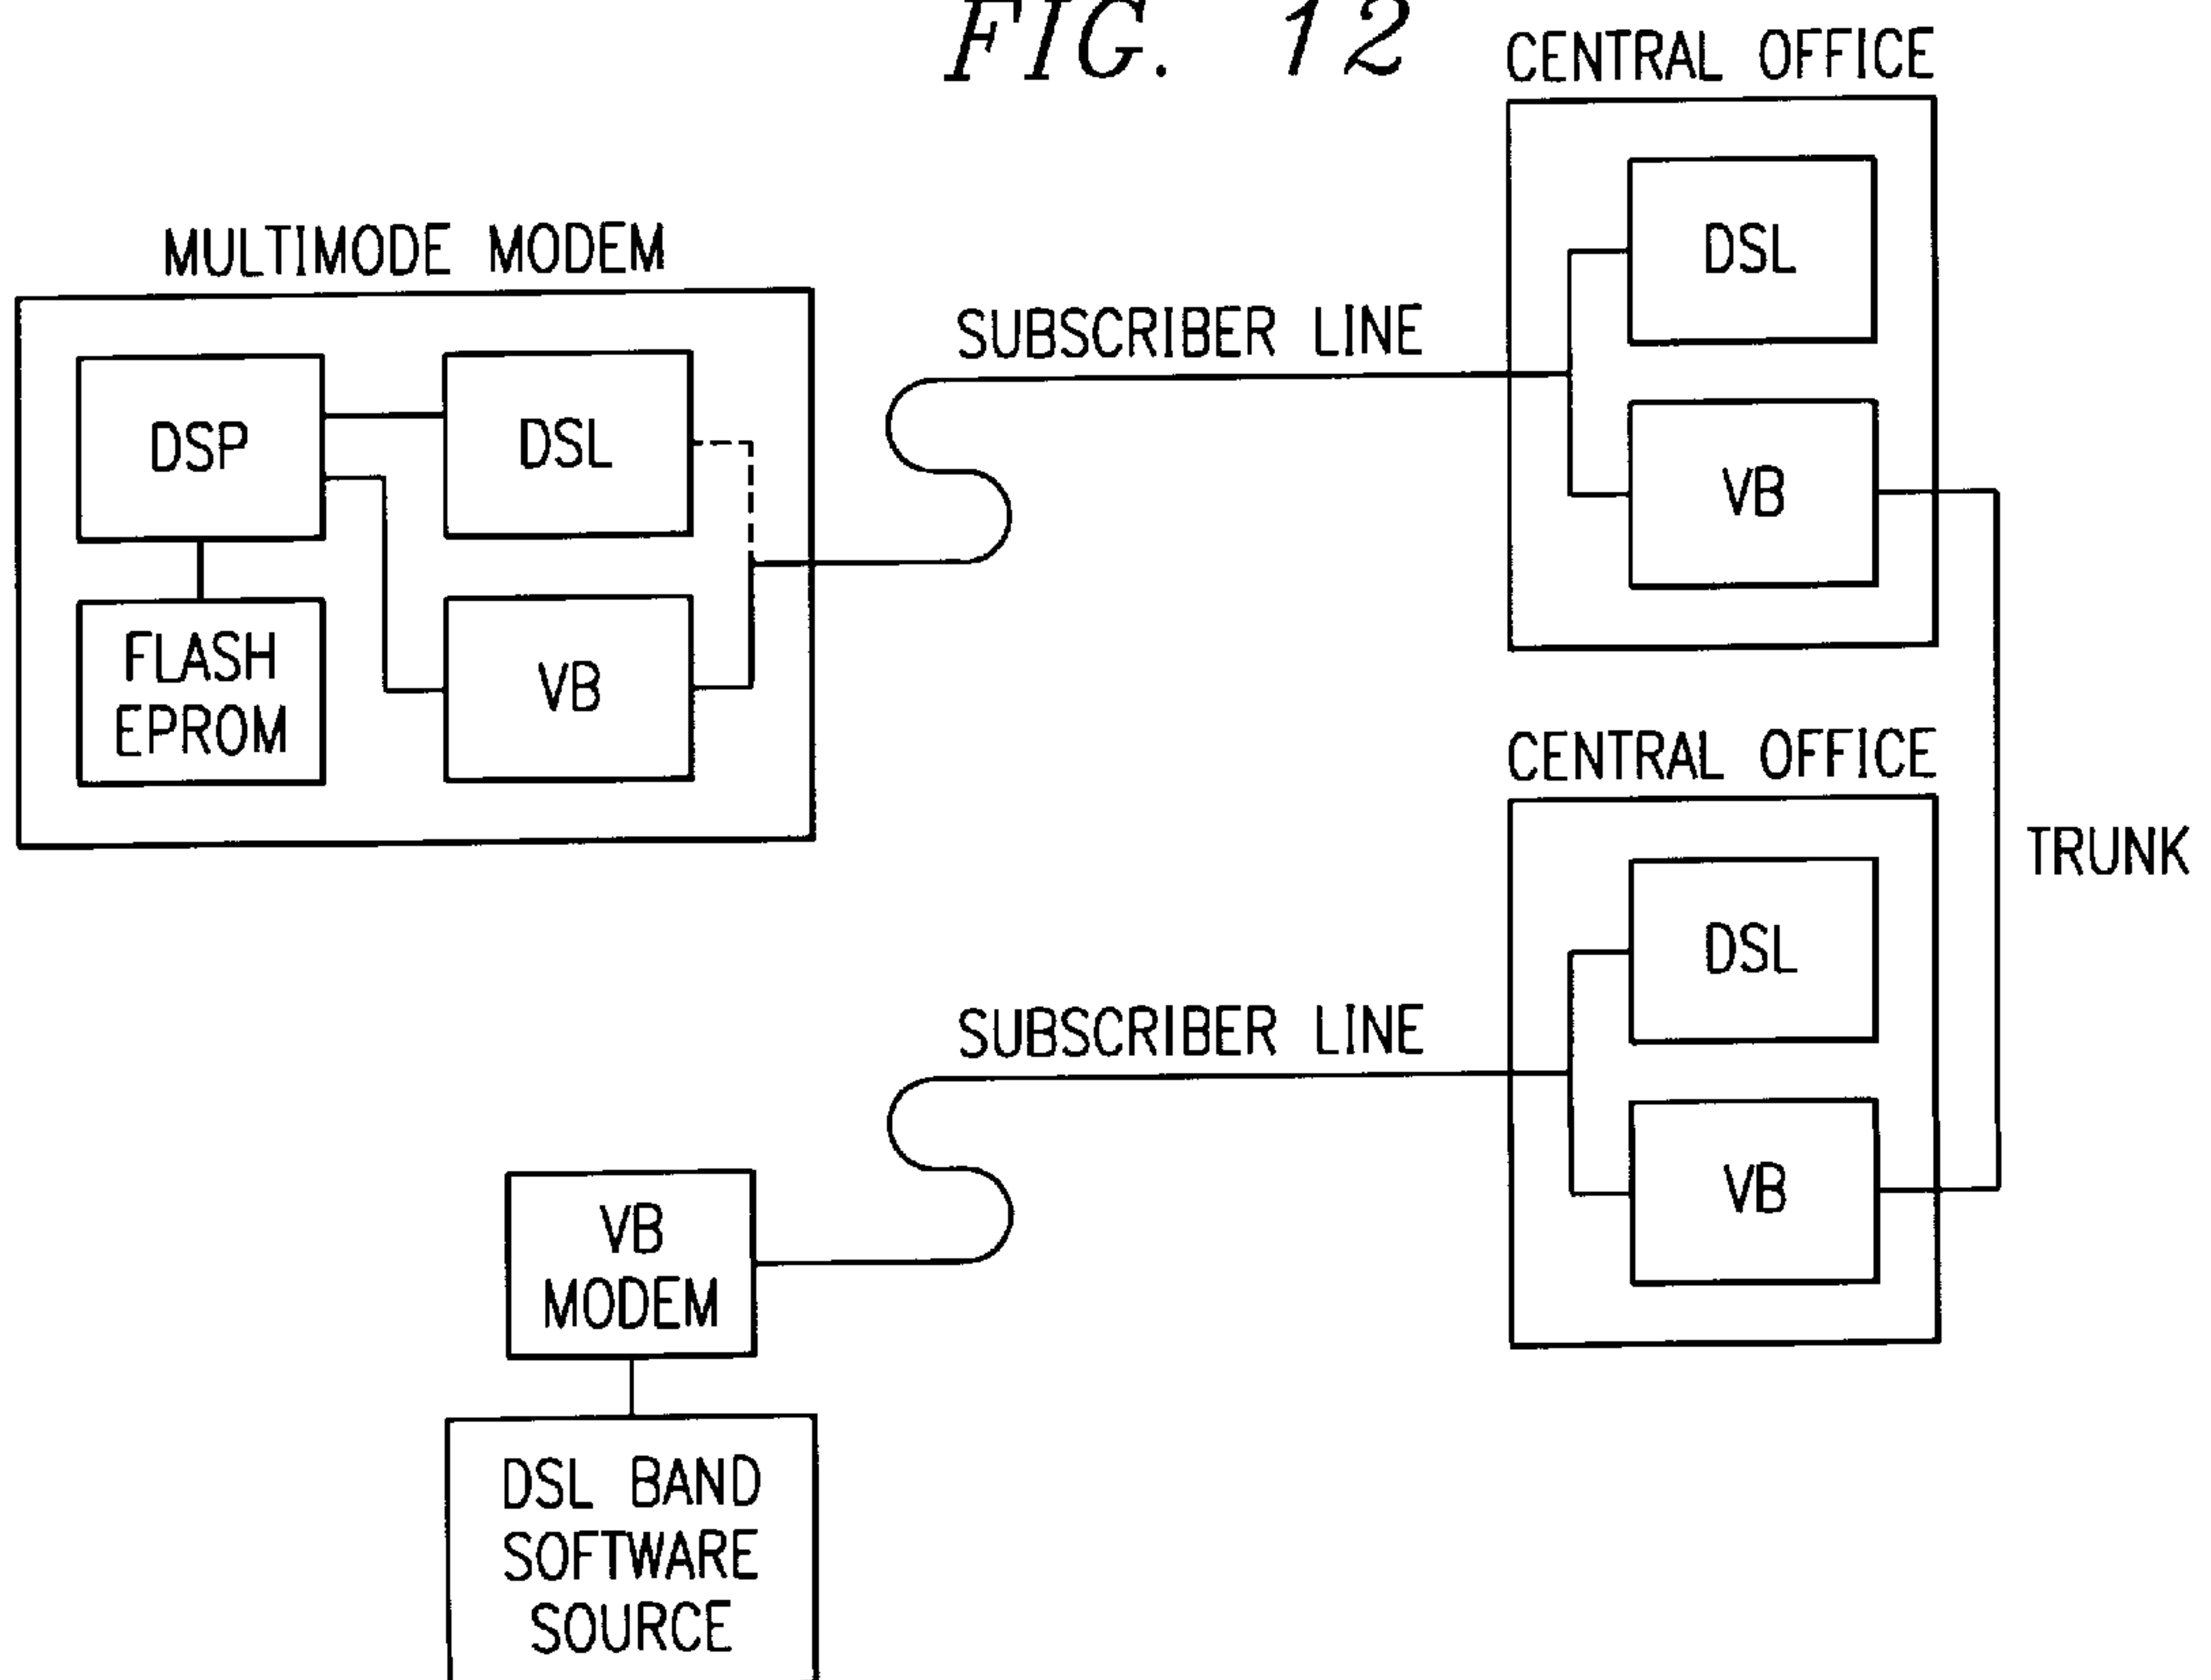 FIG. 12
CENTRAL OFFICE
DSL
VB
MULTIMODE MODEM
DSP
DSL
FLASH
EPROM
VB
SUBSCRIBER LINE
TRUNK
CENTRAL OFFICE
DSL
VB
SUBSCRIBER LINE
VB
MODEM
DSL BAND
SOFTWARE
SOURCE